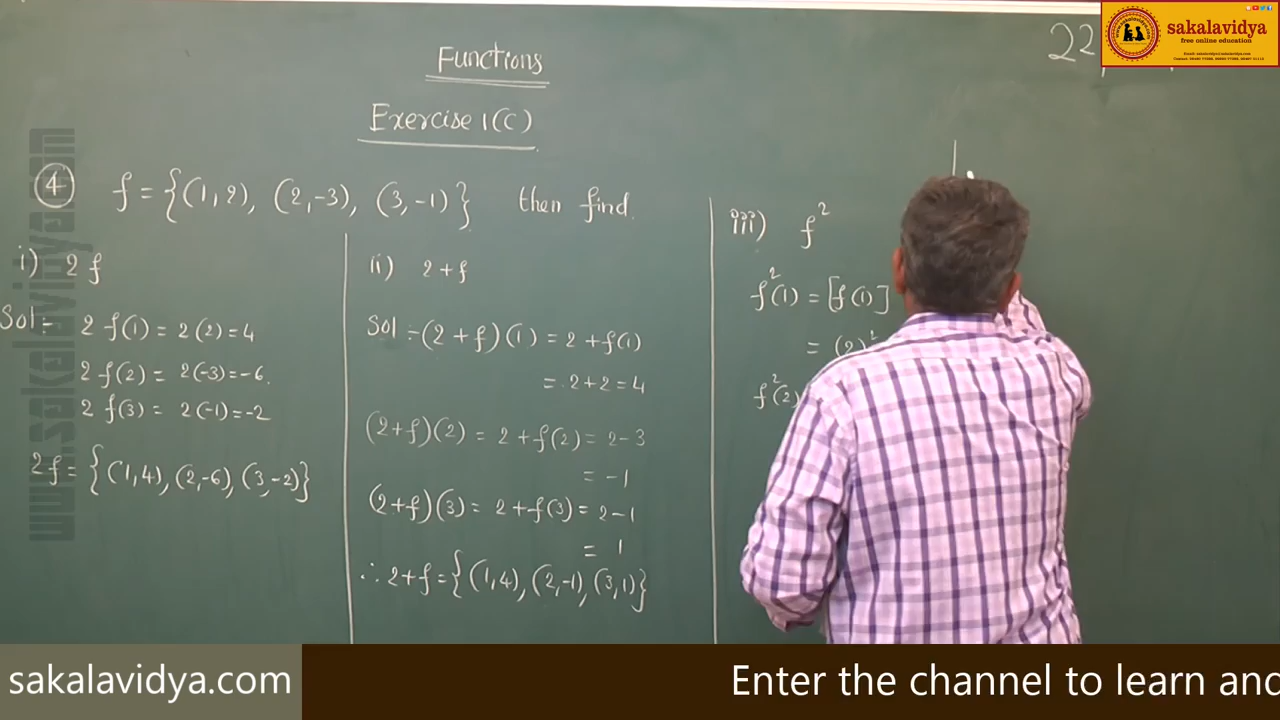 22
sakalavidya
free online education
Functions
Exercise 1(C)
④ f = {(1,2), (2,-3), (3,-1)} then find.
i) 2f
Sol:- 2f(1) = 2(2) = 4
2f(2) = 2(-3) = -6.
2f(3) = 2(-1) = -2
2f = {(1,4), (2,-6), (3,-2)}
ii) 2+f
Sol:- (2+f)(1) = 2+f(1)
= 2+2 = 4
(2+f)(2) = 2+f(2) = 2-3
= -1
(2+f)(3) = 2+f(3) = 2-1
= 1
∴ 2+f = {(1,4), (2,-1), (3,1)}
iii) f²
f²(1) = [f(1)]
= (2)²
f²(2)
www.sakalavidya.com
sakalavidya.com
Enter the channel to learn and